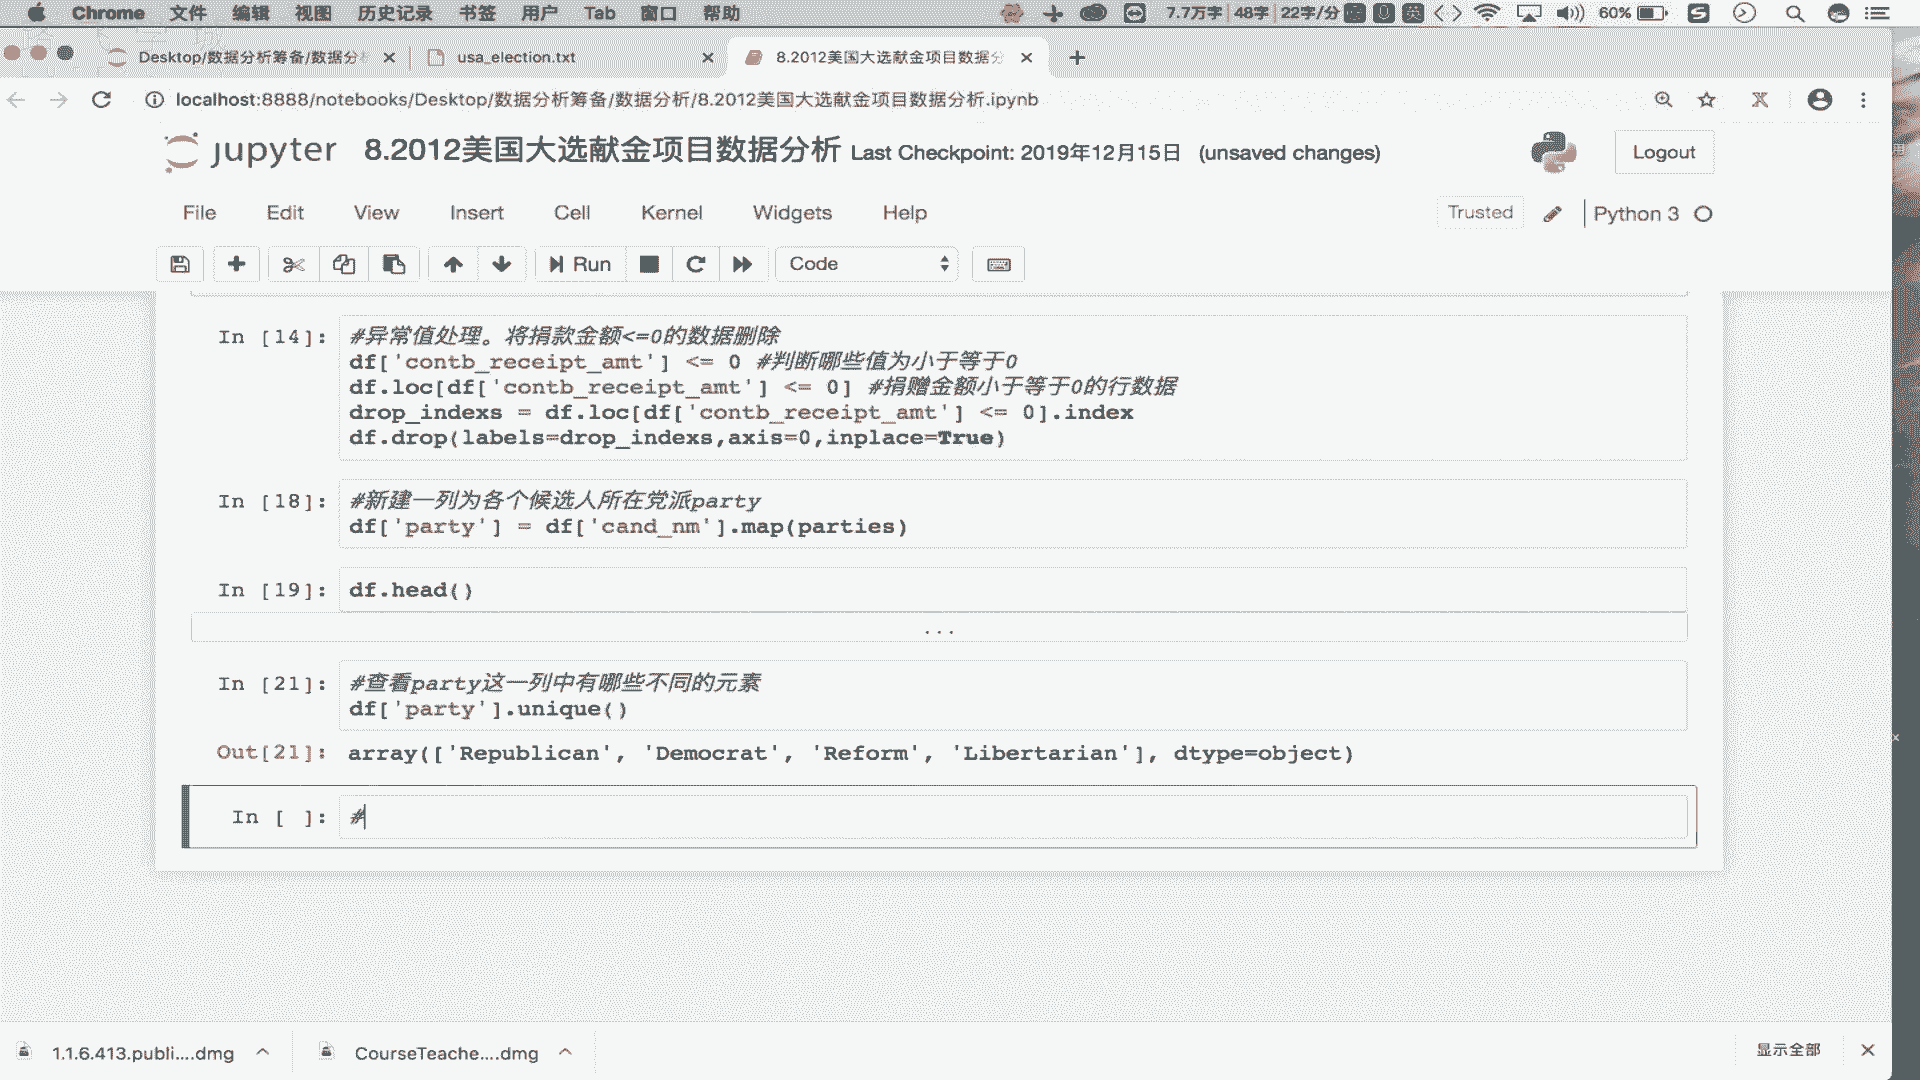 Chrome 文件 编辑 视图 历史记录 书签 用户 Tab 窗口 帮助 7.7万字 48字 22字/分 英 60%
Desktop/数据分析筹备/数据分析 usa_election.txt 8.2012美国大选献金项目数据分
localhost:8888/notebooks/Desktop/数据分析筹备/数据分析/8.2012美国大选献金项目数据分析.ipynb
jupyter 8.2012美国大选献金项目数据分析 Last Checkpoint: 2019年12月15日 (unsaved changes) Logout
File Edit View Insert Cell Kernel Widgets Help Trusted Python 3
Run Code
In [14]: #异常值处理。将捐款金额<=0的数据删除
df['contb_receipt_amt'] <= 0 #判断哪些值为小于等于0
df.loc[df['contb_receipt_amt'] <= 0] #捐赠金额小于等于0的行数据
drop_indexs = df.loc[df['contb_receipt_amt'] <= 0].index
df.drop(labels=drop_indexs,axis=0,inplace=True)
In [18]: #新建一列为各个候选人所在党派party
df['party'] = df['cand_nm'].map(parties)
In [19]: df.head()
...
In [21]: #查看party这一列中有哪些不同的元素
df['party'].unique()
Out[21]: array(['Republican', 'Democrat', 'Reform', 'Libertarian'], dtype=object)
In [ ]: #
1.1.6.413.publi....dmg CourseTeache....dmg 显示全部